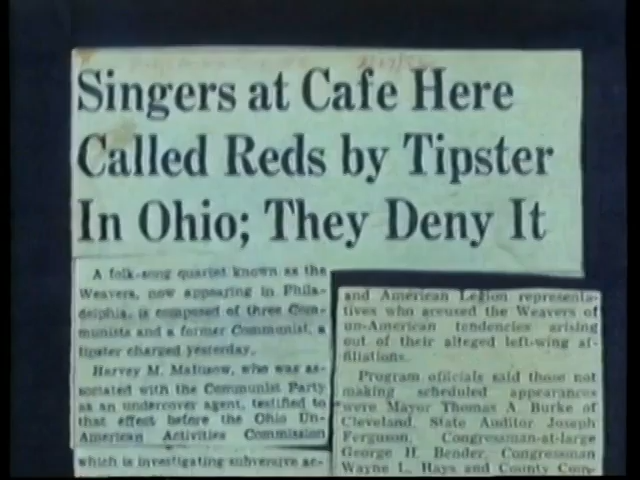 Singers at Cafe Here
Called Reds by Tipster
In Ohio; They Deny It
A folk-song quartet known as the
Weavers, now appearing in Phila-
delphia, is composed of three Com-
munists and a former Communist, a
tipster charged yesterday.
Harvey M. Matusow, who was as-
sociated with the Communist Party
as an undercover agent, testified to
that effect before the Ohio Un-
American Activities Commission
which is investigating subversive ac-
and American Legion representa-
tives who accused the Weavers of
un-American tendencies arising
out of their alleged left-wing af-
filiations.
Program officials said those not
making scheduled appearances
were Mayor Thomas A. Burke of
Cleveland, State Auditor Joseph
Ferguson, Congressman-at-large
George H. Bender, Congressman
Wayne L. Hays and County Com-